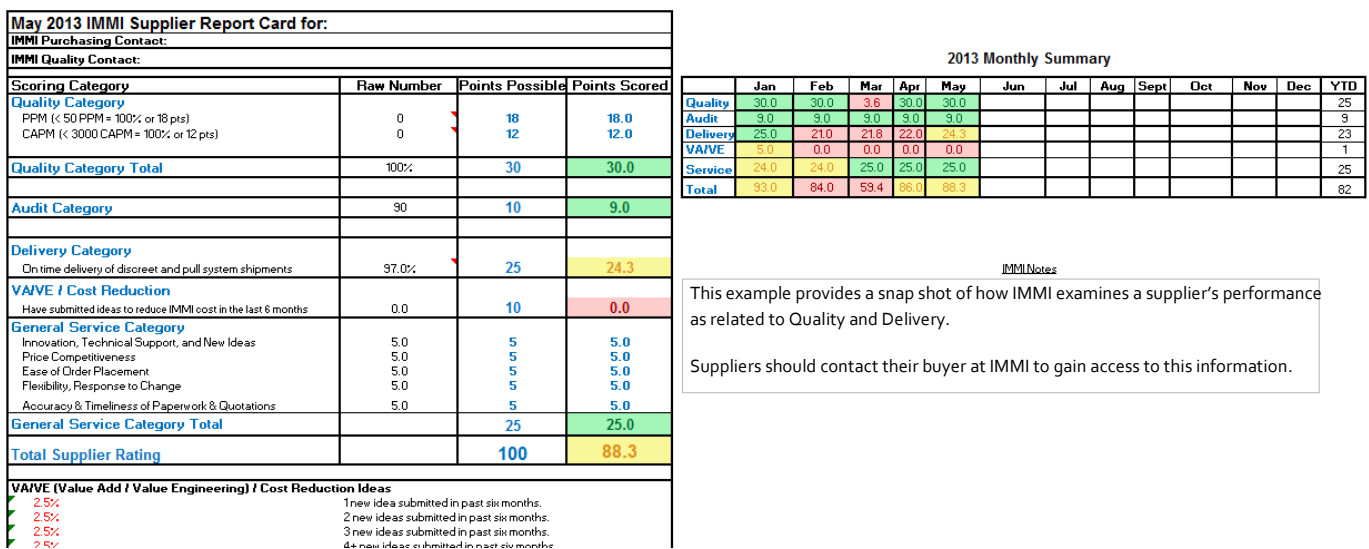 May 2013 IMMI Supplier Report Card for:
IMMI Purchasing Contact:
IMMI Quality Contact:
Scoring Category Raw Number Points Possible Points Scored
Quality Category
PPM (< 50 PPM = 100% or 18 pts) 0 18 18.0
CAPM (< 3000 CAPM = 100% or 12 pts) 0 12 12.0
Quality Category Total 100% 30 30.0
Audit Category 90 10 9.0
Delivery Category
On time delivery of discreet and pull system shipments 97.0% 25 24.3
VA/VE / Cost Reduction
Have submitted ideas to reduce IMMI cost in the last 6 months 0.0 10 0.0
General Service Category
Innovation, Technical Support, and New Ideas 5.0 5 5.0
Price Competitiveness 5.0 5 5.0
Ease of Order Placement 5.0 5 5.0
Flexibility, Response to Change 5.0 5 5.0
Accuracy & Timeliness of Paperwork & Quotations 5.0 5 5.0
General Service Category Total 25 25.0
Total Supplier Rating 100 88.3
VA/VE (Value Add / Value Engineering) / Cost Reduction Ideas
2.5% 1 new idea submitted in past six months.
2.5% 2 new ideas submitted in past six months.
2.5% 3 new ideas submitted in past six months.
2.5% 4+ new ideas submitted in past six months.
2013 Monthly Summary
Jan Feb Mar Apr May Jun Jul Aug Sept Oct Nov Dec YTD
Quality 30.0 30.0 3.6 30.0 30.0 25
Audit 9.0 9.0 9.0 9.0 9.0 9
Delivery 25.0 21.0 21.8 22.0 24.3 23
VA/VE 5.0 0.0 0.0 0.0 0.0 1
Service 24.0 24.0 25.0 25.0 25.0 25
Total 93.0 84.0 59.4 86.0 88.3 82
IMMI Notes
This example provides a snap shot of how IMMI examines a supplier's performance
as related to Quality and Delivery.
Suppliers should contact their buyer at IMMI to gain access to this information.